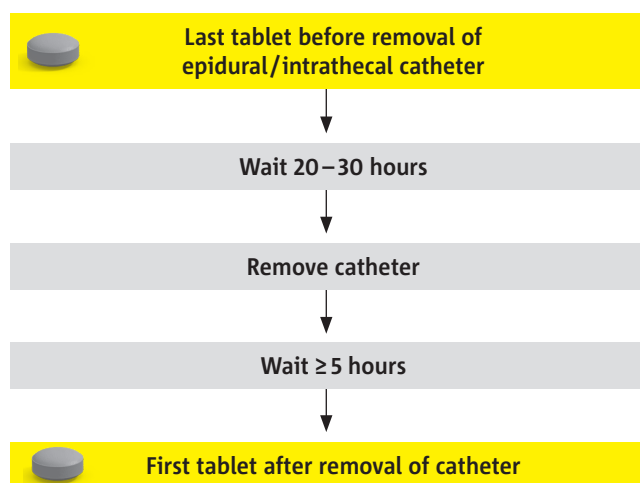 Last tablet before removal of
epidural/intrathecal catheter
Wait 20–30 hours
Remove catheter
Wait ≥5 hours
First tablet after removal of catheter